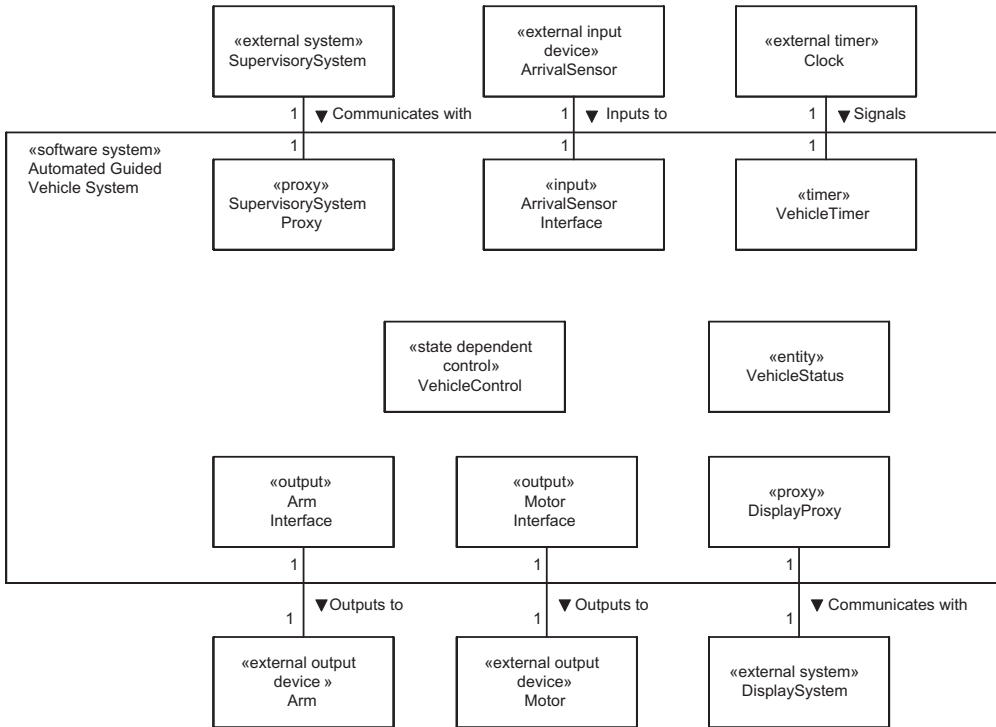 «external system»
SupervisorySystem
«external input
device»
ArrivalSensor
«external timer»
Clock
1
▼ Communicates with
1
▼ Inputs to
1
▼ Signals
«software system»
Automated Guided
Vehicle System
1
1
1
«proxy»
SupervisorySystem
Proxy
«input»
ArrivalSensor
Interface
«timer»
VehicleTimer
«state dependent
control»
VehicleControl
«entity»
VehicleStatus
«output»
Arm
Interface
«output»
Motor
Interface
«proxy»
DisplayProxy
1
1
1
▼Outputs to
▼Outputs to
▼ Communicates with
1
1
1
«external output
device »
Arm
«external output
device»
Motor
«external system»
DisplaySystem